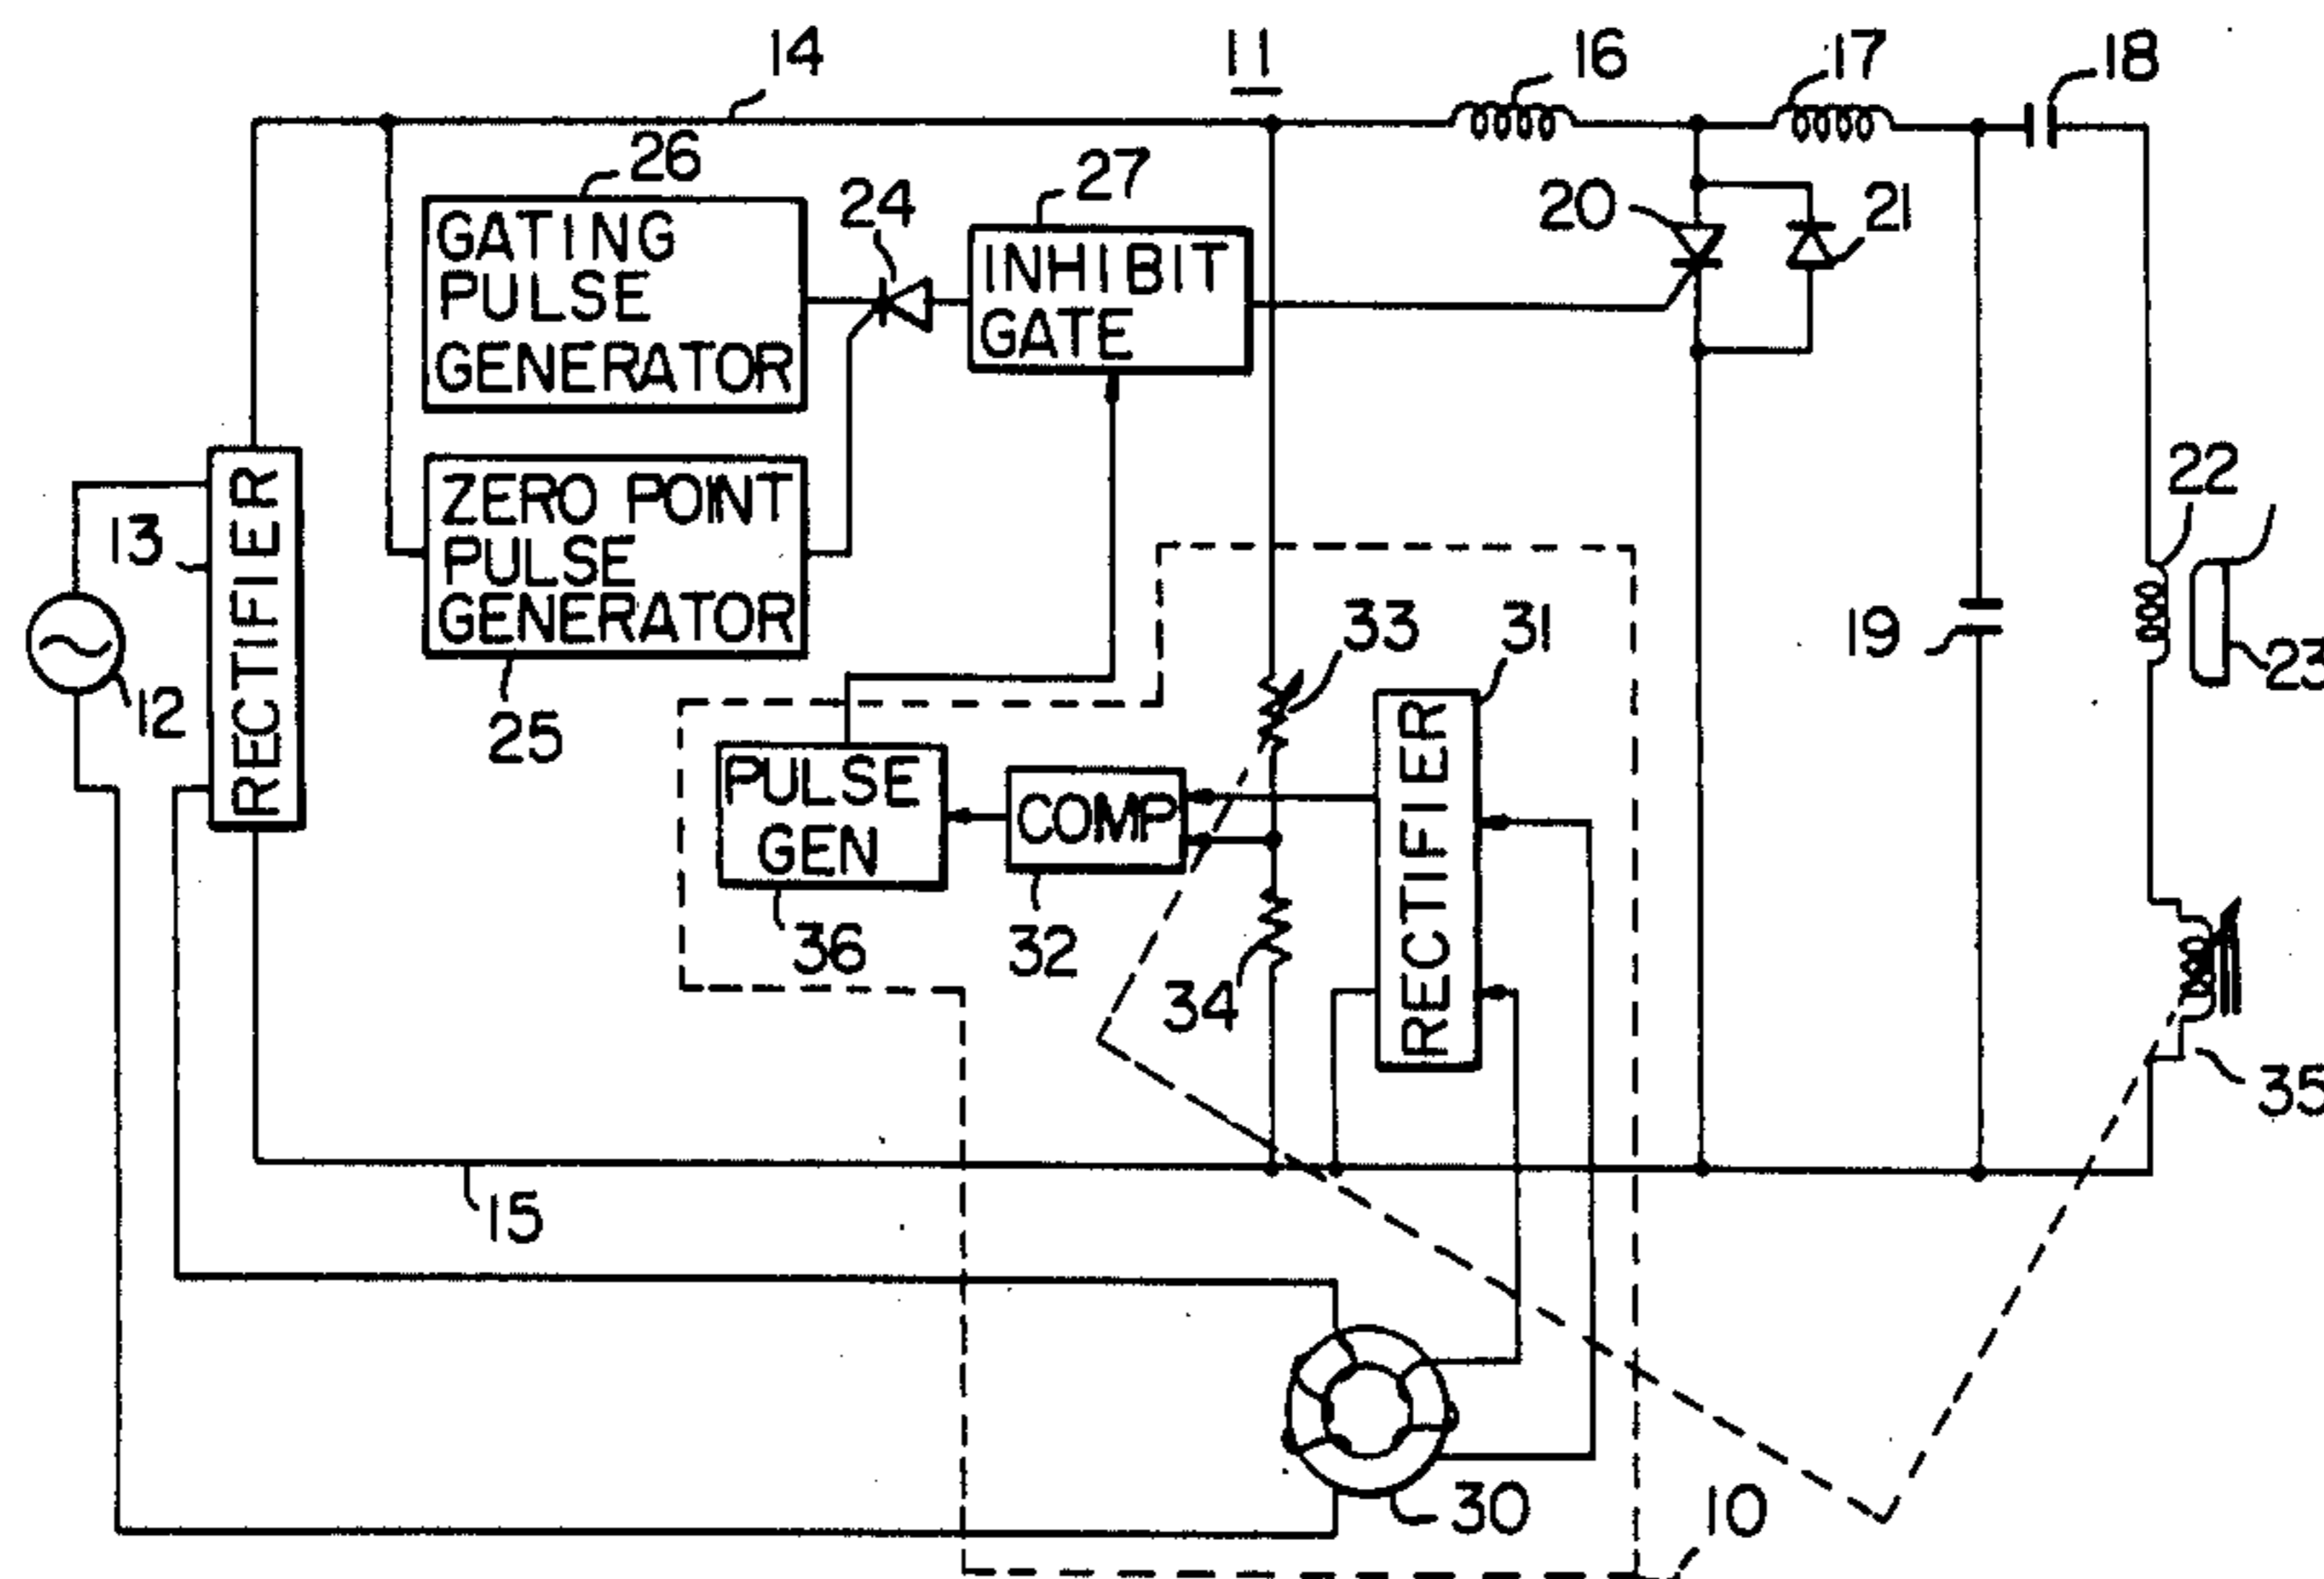 14
11
16
17
18
26
GATING
PULSE
GENERATOR
24
27
INHIBIT
GATE
20
21
13
RECTIFIER
ZERO POINT
PULSE
GENERATOR
22
12
25
33
31
19
23
PULSE
GEN
COMP
RECTIFIER
36
32
34
35
15
30
10